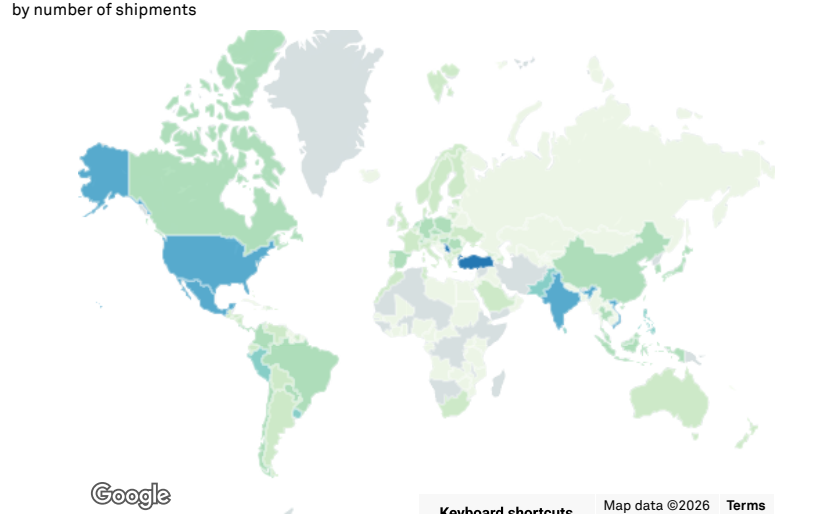 by number of shipments
Google
Keyboard shortcuts
Map data ©2026
Terms